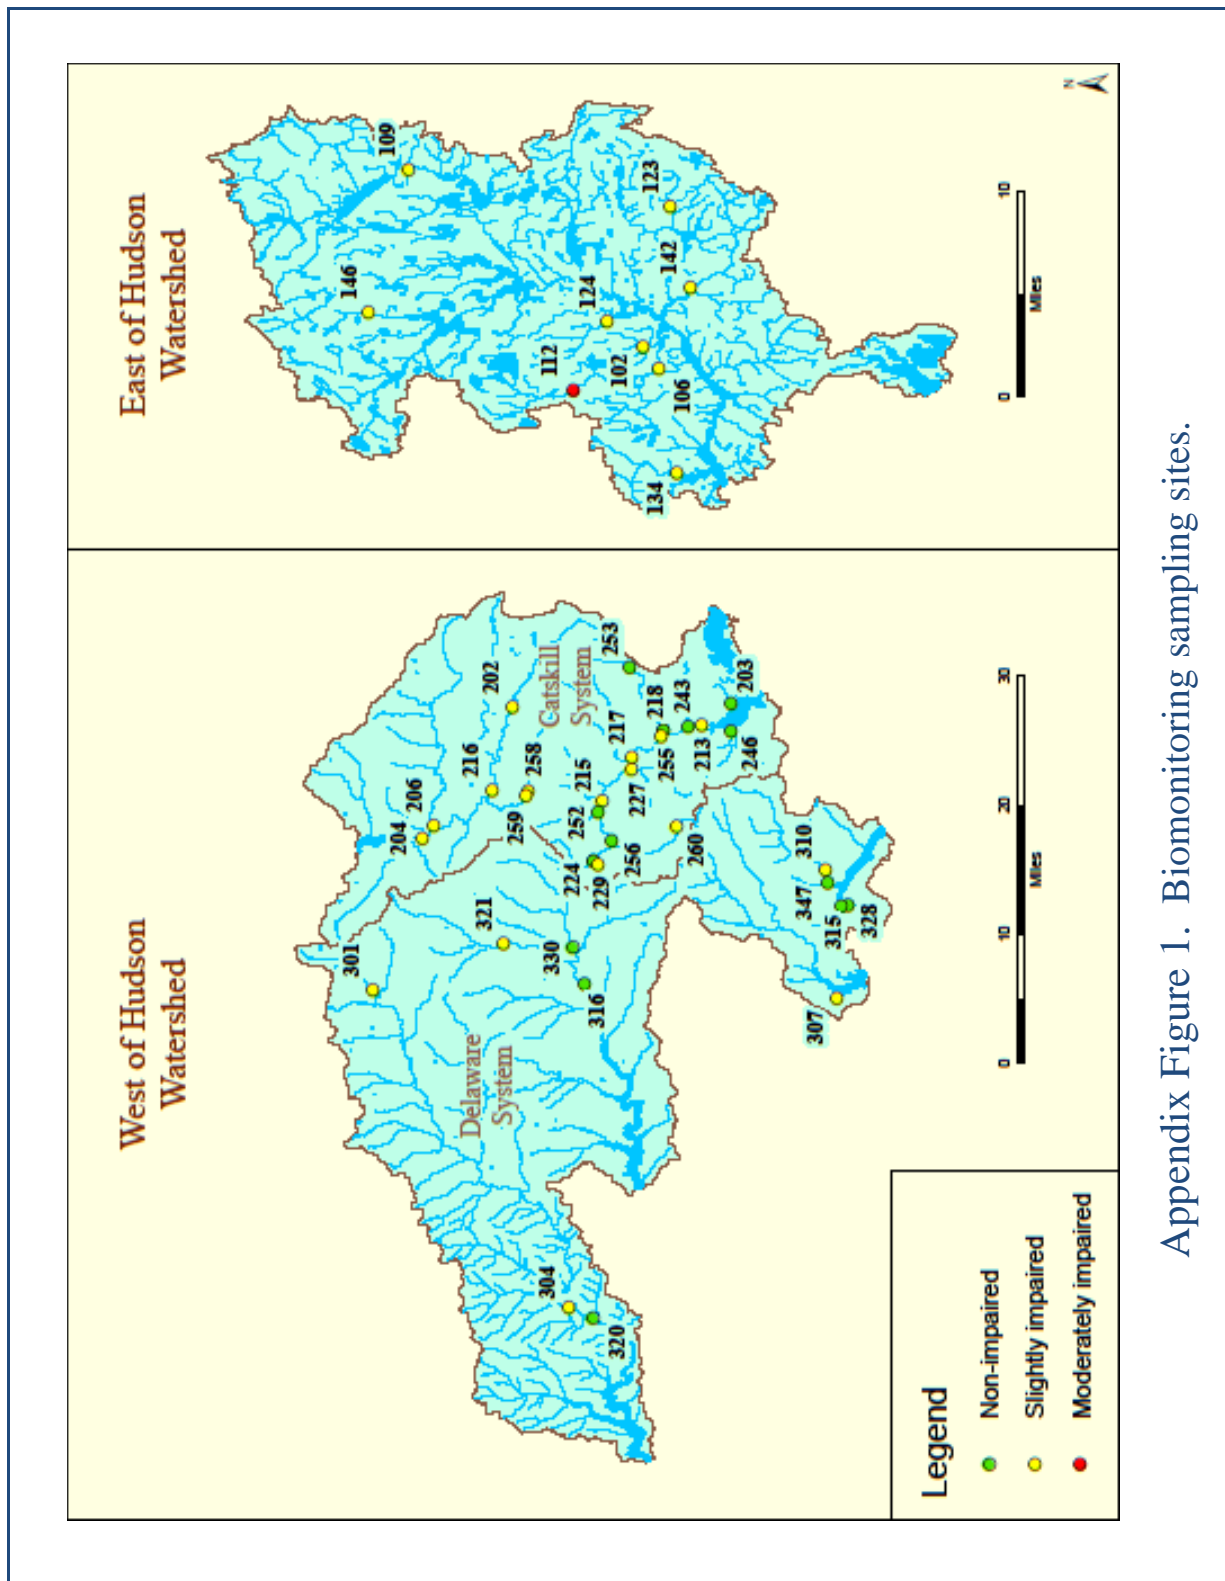 West of Hudson
Watershed
East of Hudson
Watershed
301
204
206
216
202
321
259
258
Catskill
System
Delaware
System
304
320
330
316
224
229
252
215
256
227
217
253
218
255
243
213
203
246
260
307
315
347
310
328
146
109
112
124
102
106
142
123
134
Legend
Non-impaired
Slightly impaired
Moderately impaired
0
10
20
30
Miles
0
10
Miles
N
Appendix Figure 1. Biomonitoring sampling sites.